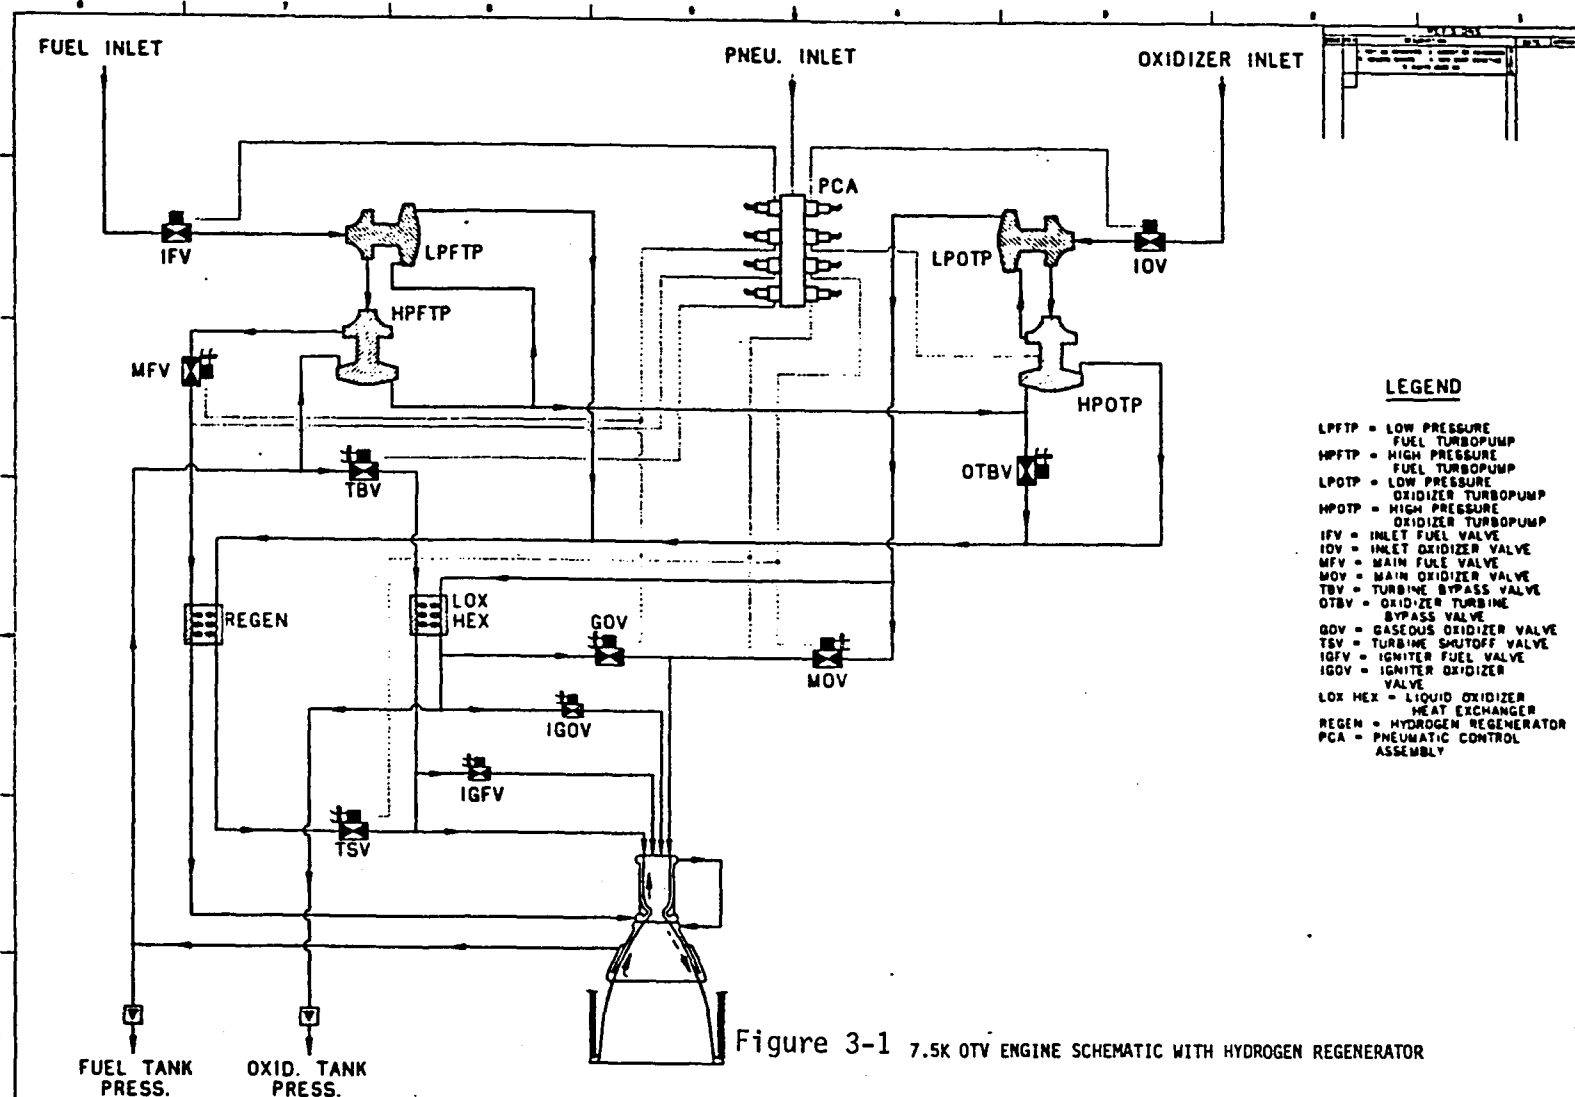 FUEL INLET
PNEU. INLET
OXIDIZER INLET
PCA
IFV
LPFTP
LPOTP
IOV
HPFTP
MFV
HPOTP
TBV
OTBV
REGEN
LOX
HEX
GOV
MOV
IGOV
IGFV
TSV
FUEL TANK
PRESS.
OXID. TANK
PRESS.
LEGEND
LPFTP = LOW PRESSURE
FUEL TURBOPUMP
HPFTP = HIGH PRESSURE
FUEL TURBOPUMP
LPOTP = LOW PRESSURE
OXIDIZER TURBOPUMP
HPOTP = HIGH PRESSURE
OXIDIZER TURBOPUMP
IFV = INLET FUEL VALVE
IOV = INLET OXIDIZER VALVE
MFV = MAIN FULE VALVE
MOV = MAIN OXIDIZER VALVE
TBV = TURBINE BYPASS VALVE
OTBV = OXIDIZER TURBINE
BYPASS VALVE
GOV = GASEOUS OXIDIZER VALVE
TSV = TURBINE SHUTOFF VALVE
IGFV = IGNITER FUEL VALVE
IGOV = IGNITER OXIDIZER
VALVE
LOX HEX = LIQUID OXIDIZER
HEAT EXCHANGER
REGEN = HYDROGEN REGENERATOR
PCA = PNEUMATIC CONTROL
ASSEMBLY
Figure 3-1 7.5K OTV ENGINE SCHEMATIC WITH HYDROGEN REGENERATOR